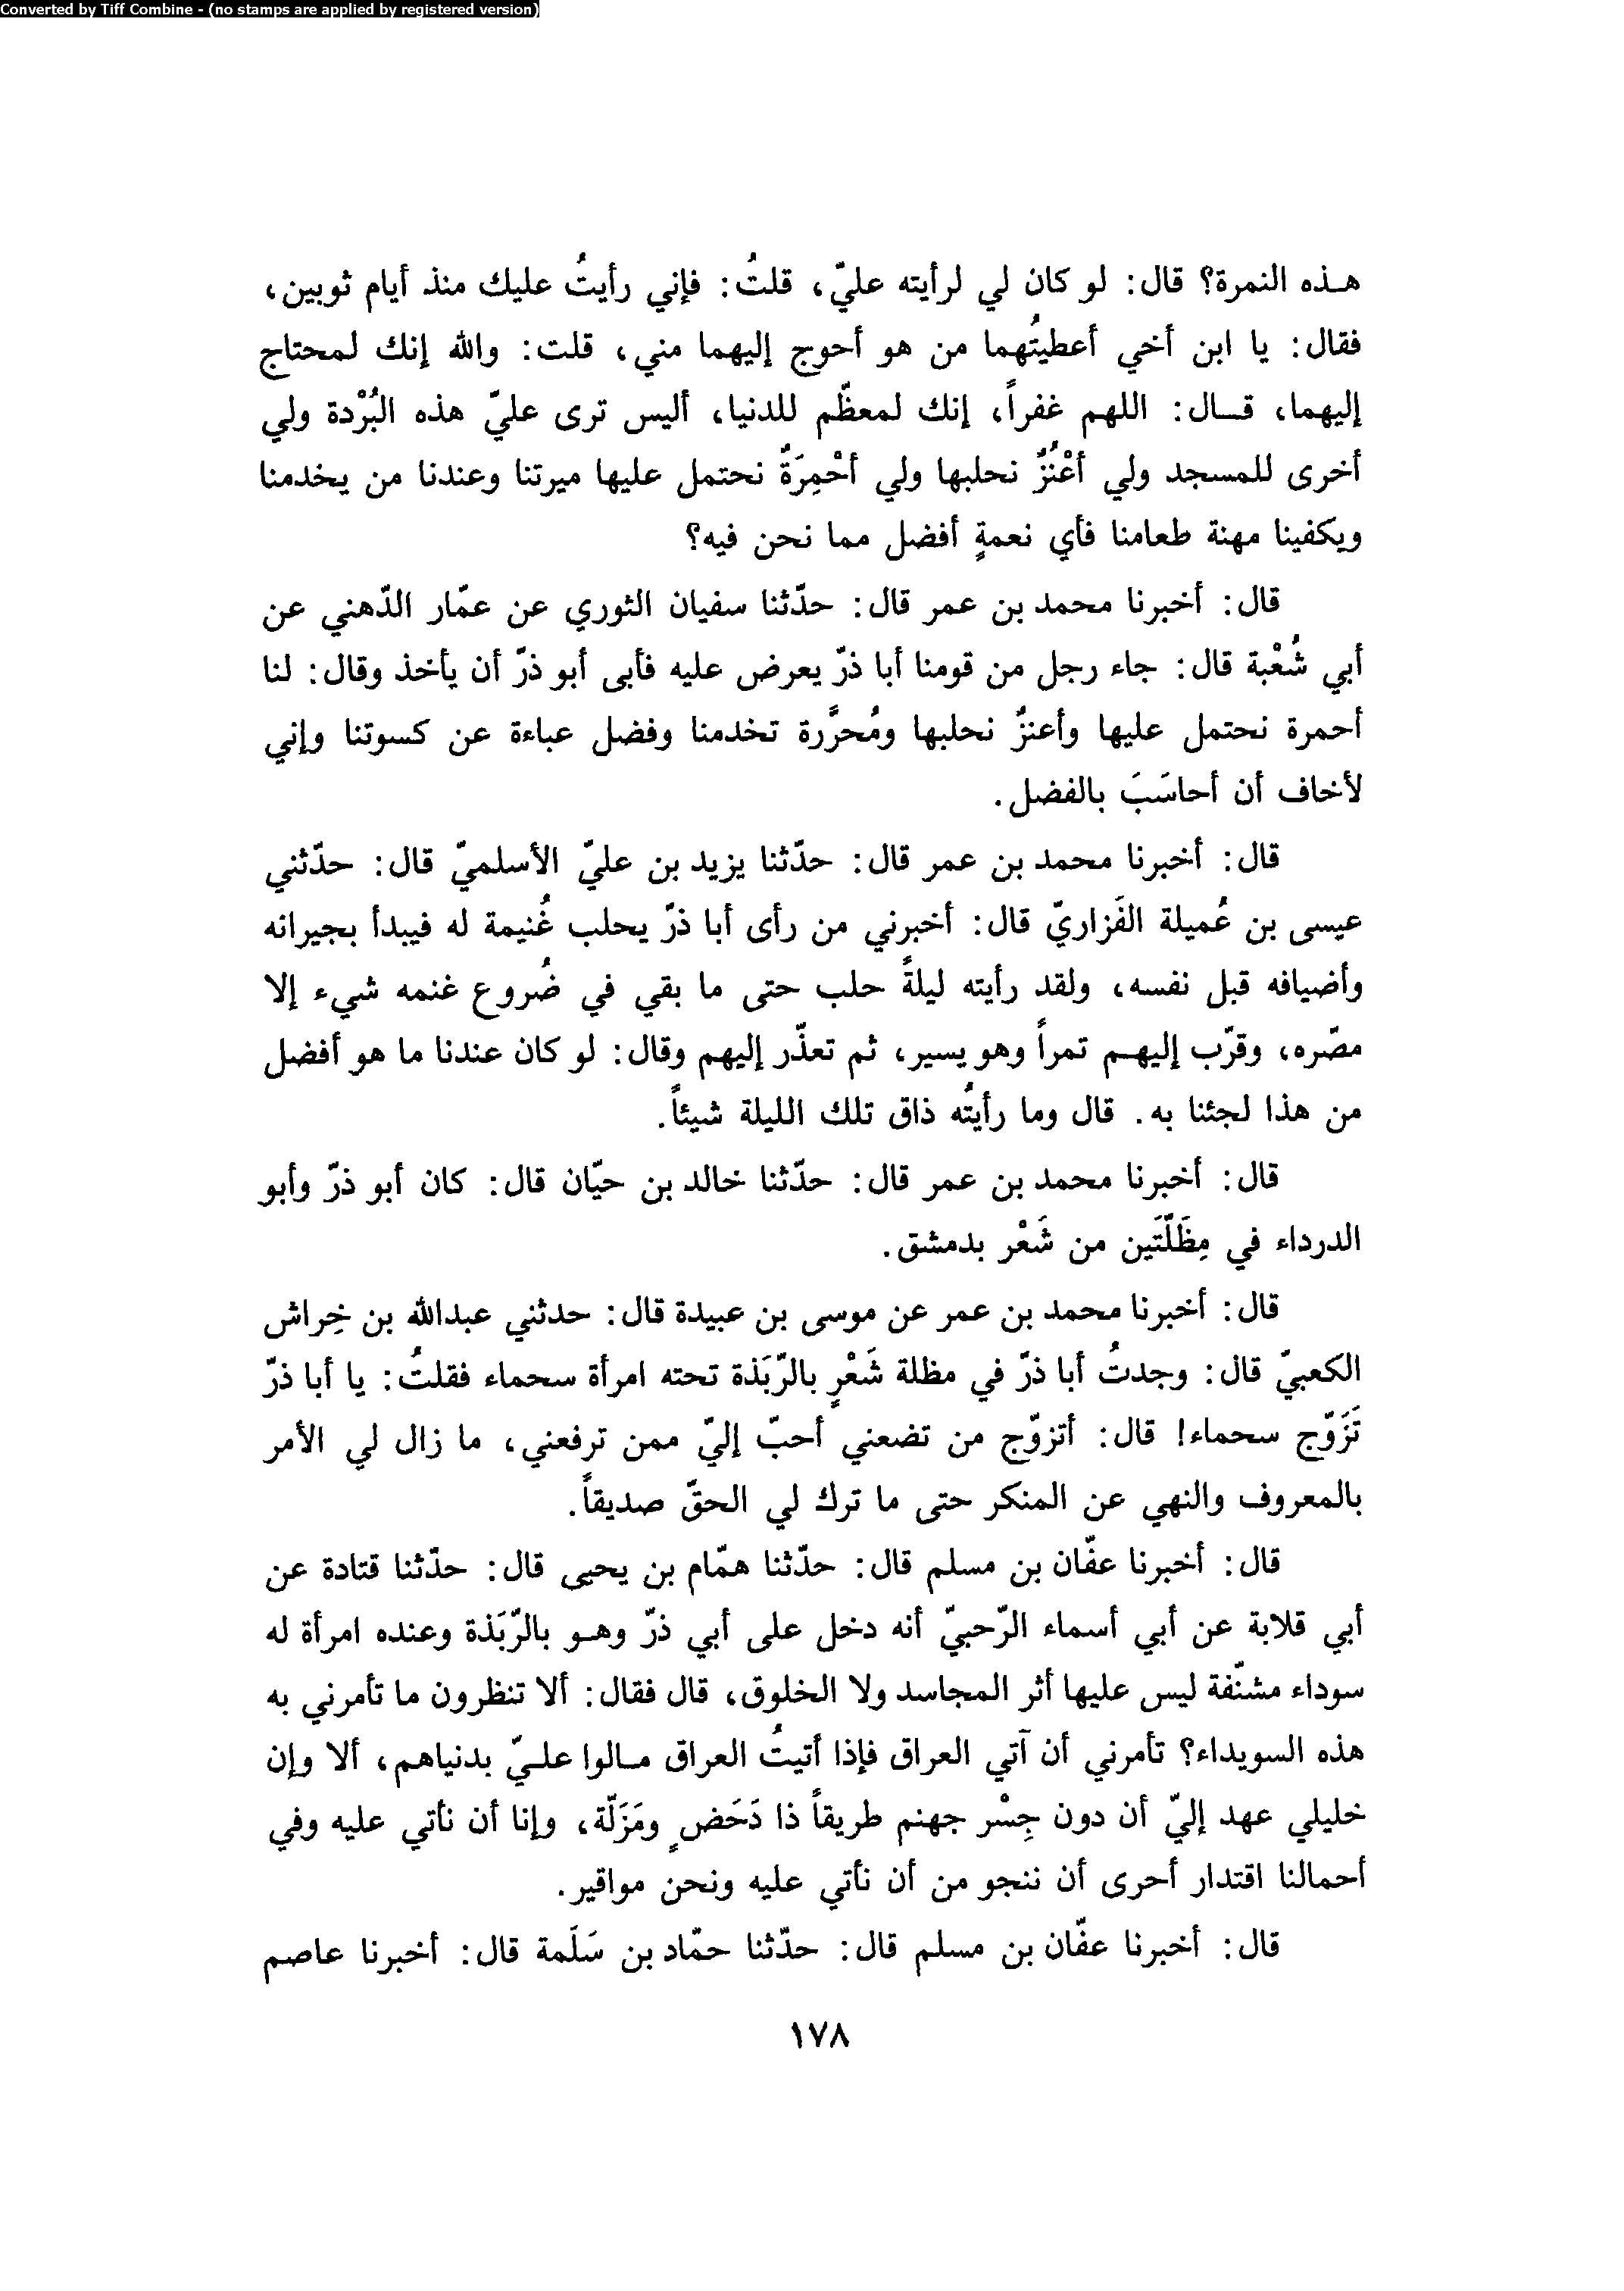 Converted by Tiff Combine - (no stamps are applied by registered version)
هـذه النمرة؟ قال: لو كان لي لرأيته عليّ، قلتُ: فإني رأيتُ عليك منذ أيام ثوبين،
فقال: يا ابن أخي أعطيتُهما من هو أحوج إليهما مني، قلت: والله إنك لمحتاج
إليهما، قـال: اللهم غفراً، إنك لمعظّم للدنيا، أليس ترى عليّ هذه البُرْدة ولي
أخرى للمسجد ولي أعْنُزٌ نحلبها ولي أحْمِرَةٌ نحتمل عليها ميرتنا وعندنا من يخدمنا
ويكفينا مهنة طعامنا فأي نعمةٍ أفضل مما نحن فيه؟
قال: أخبرنا محمد بن عمر قال: حدّثنا سفيان الثوري عن عمّار الدّهني عن
أبي شُعْبة قال: جاء رجل من قومنا أبا ذرّ يعرض عليه فأبى أبو ذرّ أن يأخذ وقال: لنا
أحمرة نحتمل عليها وأعنزٌ نحلبها ومُحرَّرة تخدمنا وفضل عباءة عن كسوتنا وإني
لأخاف أن أحاسَبَ بالفضل.
قال: أخبرنا محمد بن عمر قال: حدّثنا يزيد بن عليّ الأسلميّ قال: حدّثني
عيسى بن عُميلة الفَزاريّ قال: أخبرني من رأى أبا ذرّ يحلب غُنيمة له فيبدأ بجيرانه
وأضيافه قبل نفسه، ولقد رأيته ليلةً حلب حتى ما بقي في ضُروع غنمه شيء إلا
مصّره، وقرّب إليهـم تمراً وهو يسير، ثم تعذّر إليهم وقال: لو كان عندنا ما هو أفضل
من هذا لجئنا به. قال وما رأيتُه ذاق تلك الليلة شيئاً.
قال: أخبرنا محمد بن عمر قال: حدّثنا خالد بن حيّان قال: كان أبو ذرّ وأبو
الدرداء في مِظَلّتَين من شَعْر بدمشق.
قال: أخبرنا محمد بن عمر عن موسى بن عبيدة قال: حدثني عبدالله بن خِراش
الكعبيّ قال: وجدتُ أبا ذرّ في مظلة شَعْرٍ بالرّبَذة تحته امرأة سحماء فقلتُ: يا أبا ذرّ
تَزَوّج سحماء! قال: أتزوّج من تضعني أحبّ إليّ ممن ترفعني، ما زال لي الأمر
بالمعروف والنهي عن المنكر حتى ما ترك لي الحقّ صديقاً.
قال: أخبرنا عفّان بن مسلم قال: حدّثنا همّام بن يحيى قال: حدّثنا قتادة عن
أبي قلابة عن أبي أسماء الرّحبيّ أنه دخل على أبي ذرّ وهـو بالرّبَذة وعنده امرأة له
سوداء مشنّفة ليس عليها أثر المجاسد ولا الخلوق، قال فقال: ألا تنظرون ما تأمرني به
هذه السويداء؟ تأمرني أن آتي العراق فإذا أتيتُ العراق مـالوا علـيّ بدنياهم، ألا وإن
خليلي عهد إليّ أن دون جِسْر جهنم طريقاً ذا دَحَضٍ ومَزَلّة، وإنا أن نأتي عليه وفي
أحمالنا اقتدار أحرى أن ننجو من أن نأتي عليه ونحن مواقير.
قال: أخبرنا عفّان بن مسلم قال: حدّثنا حمّاد بن سَلَمة قال: أخبرنا عاصم
١٧٨